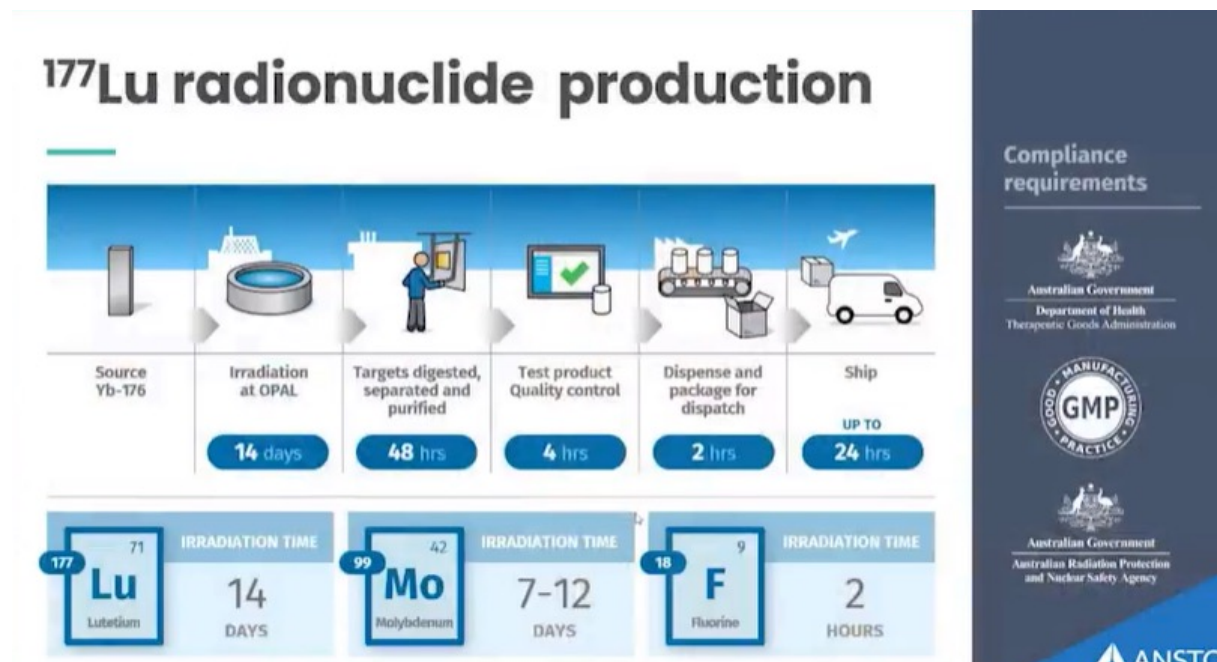 177Lu radionuclide production
Source
Yb-176
Irradiation
at OPAL
14 days
Targets digested,
separated and
purified
48 hrs
Test product
Quality control
4 hrs
Dispense and
package for
dispatch
2 hrs
Ship
UP TO
24 hrs
177
71
Lu
Lutetium
IRRADIATION TIME
14
DAYS
99
42
Mo
Molybdenum
IRRADIATION TIME
7-12
DAYS
18
9
F
Fluorine
IRRADIATION TIME
2
HOURS
Compliance
requirements
Australian Government
Department of Health
Therapeutic Goods Administration
GOOD MANUFACTURING PRACTICE
GMP
Australian Government
Australian Radiation Protection
and Nuclear Safety Agency
ANSTO